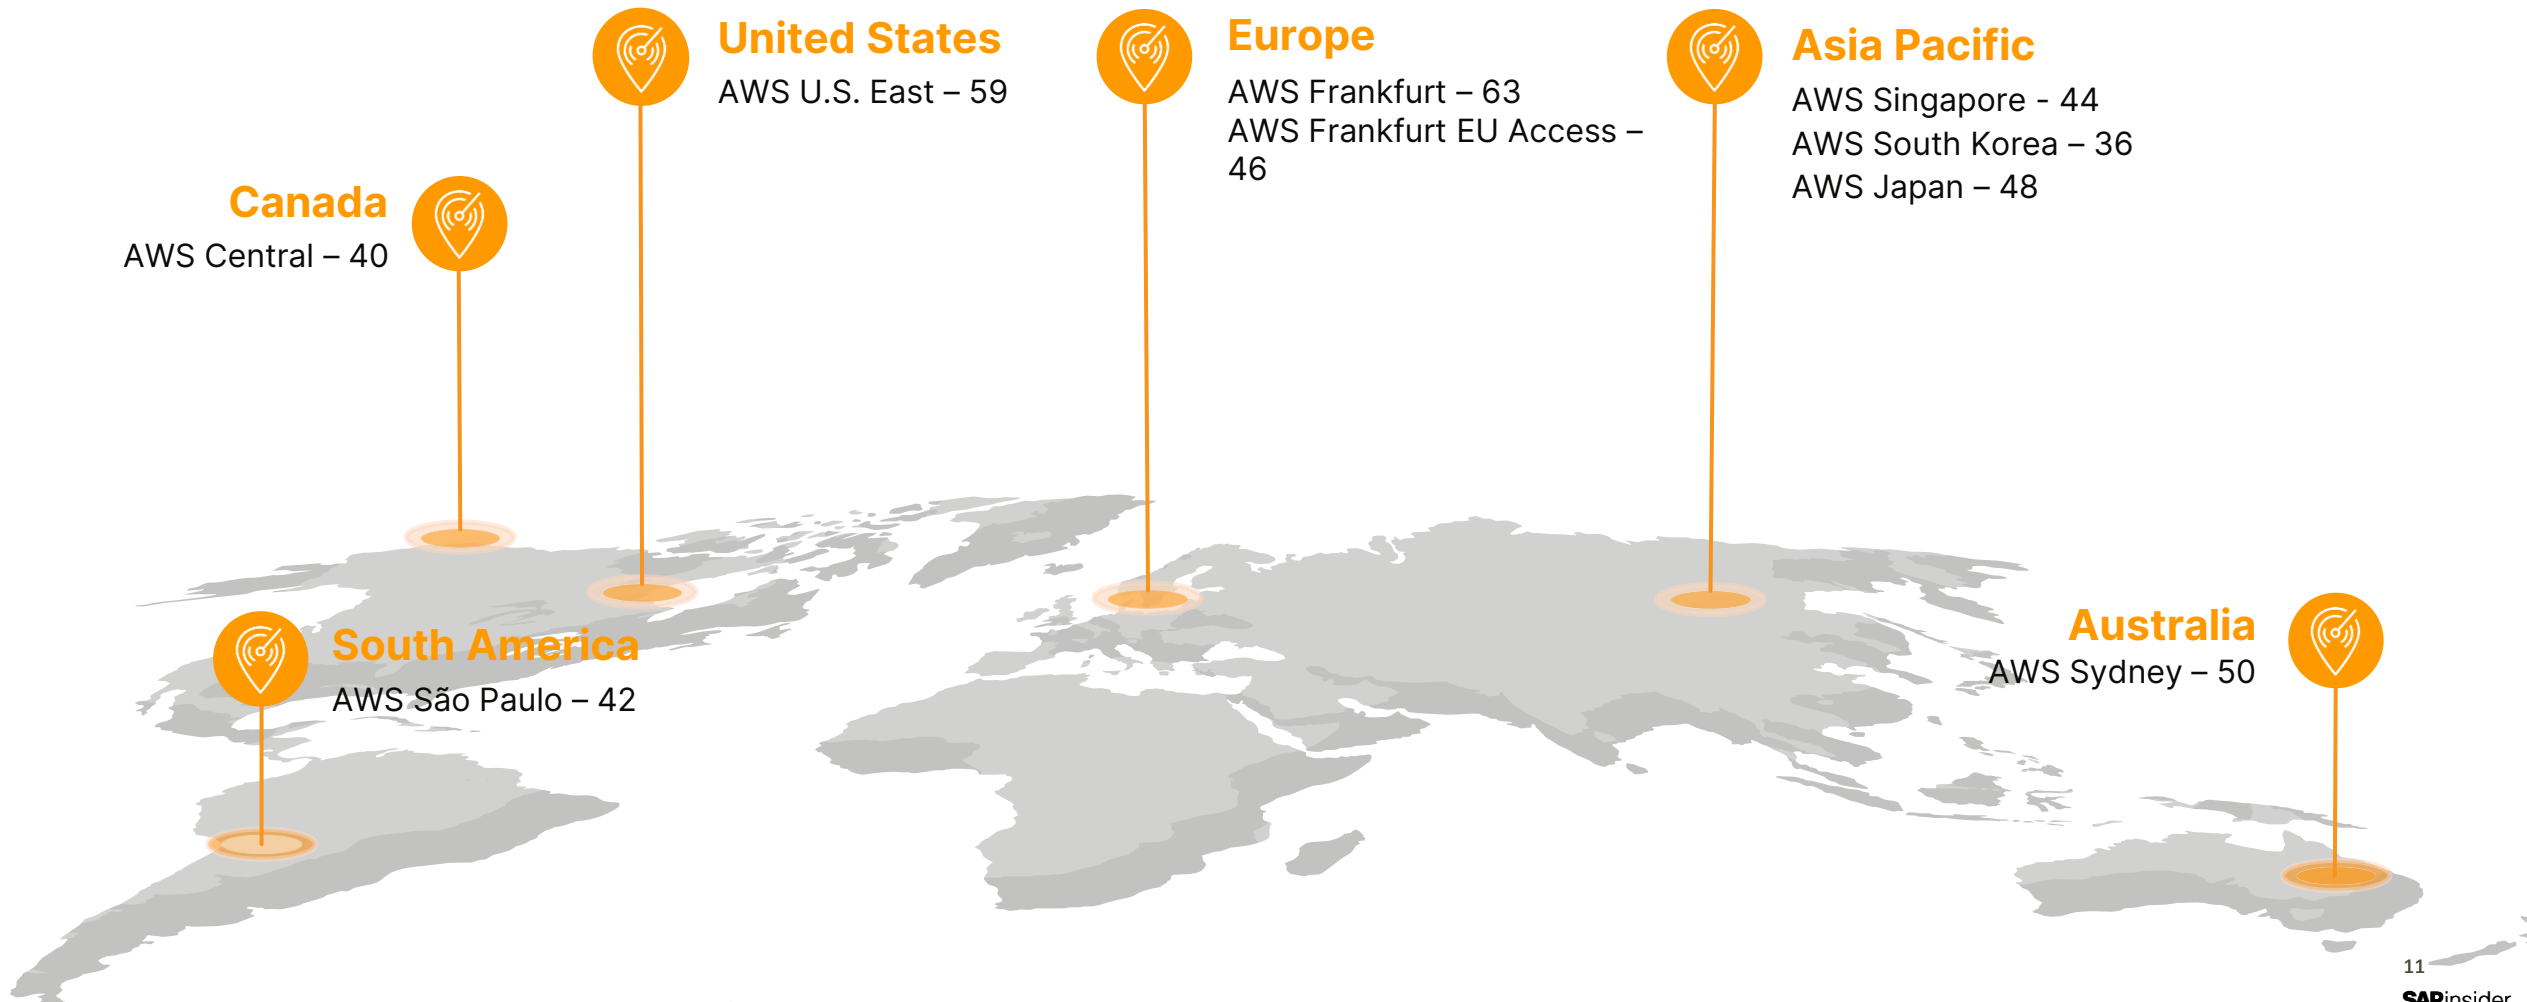 United States
AWS U.S. East – 59
Europe
AWS Frankfurt – 63
AWS Frankfurt EU Access –
46
Asia Pacific
AWS Singapore - 44
AWS South Korea – 36
AWS Japan – 48
Canada
AWS Central – 40
South America
AWS São Paulo – 42
Australia
AWS Sydney – 50
11
SAPinsider